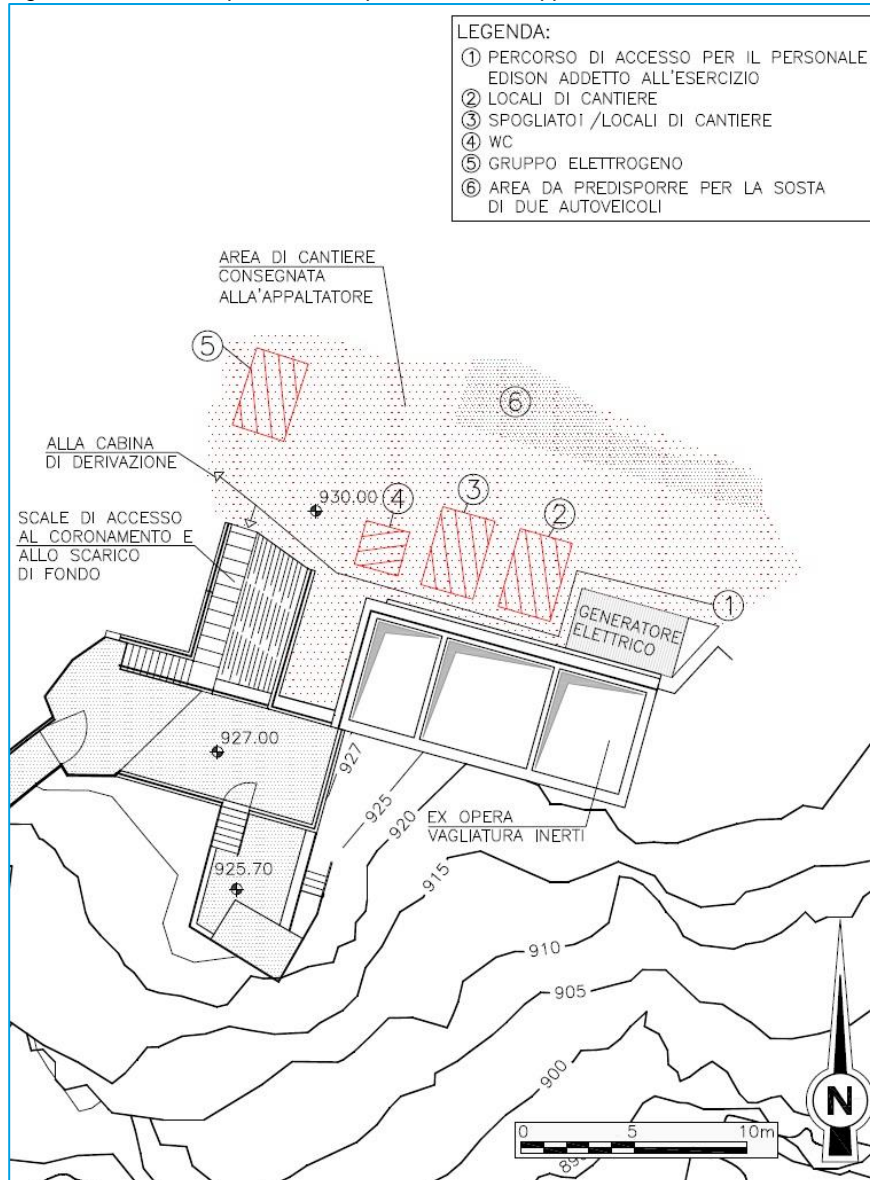 LEGENDA:
① PERCORSO DI ACCESSO PER IL PERSONALE
EDISON ADDETTO ALL'ESERCIZIO
② LOCALI DI CANTIERE
③ SPOGLIATOI /LOCALI DI CANTIERE
④ WC
⑤ GRUPPO ELETTROGENO
⑥ AREA DA PREDISPORRE PER LA SOSTA
DI DUE AUTOVEICOLI
AREA DI CANTIERE
CONSEGNATA
ALLA'APPALTATORE
⑤
⑥
ALLA CABINA
DI DERIVAZIONE
930.00
④
③
②
SCALE DI ACCESSO
AL CORONAMENTO E
ALLO SCARICO
DI FONDO
①
GENERATORE
ELETTRICO
927.00
927
925
920
EX OPERA
VAGLIATURA INERTI
915
925.70
910
905
900
N
0 5 10m